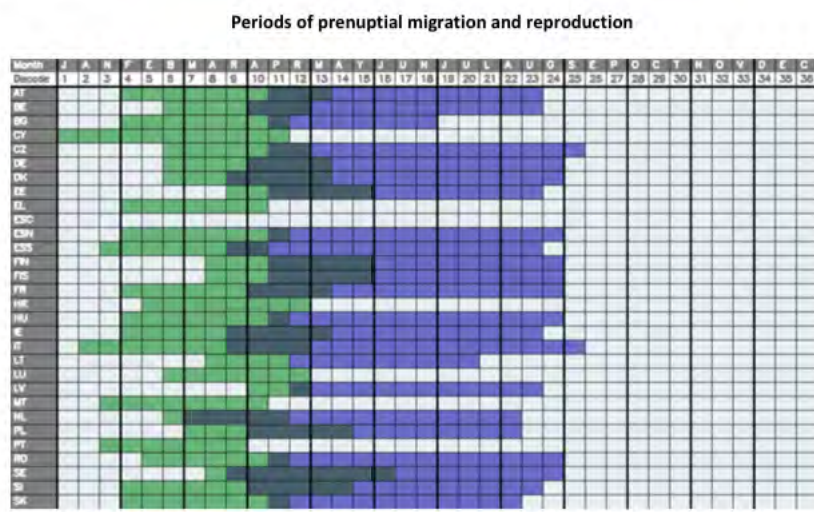 Periods of prenuptial migration and reproduction
Month J A N F E B M A R A P R M A Y J U N J U L A U G S E P O C T N O V D E C
Decade 1 2 3 4 5 6 7 8 9 10 11 12 13 14 15 16 17 18 19 20 21 22 23 24 25 26 27 28 29 30 31 32 33 34 35 36
AT
BE
BG
CY
CZ
DE
DK
EE
EL
ESC
ESN
ESS
FIN
FIS
FR
HR
HU
IE
IT
LT
LU
LV
MT
NL
PL
PT
RO
SE
SI
SK